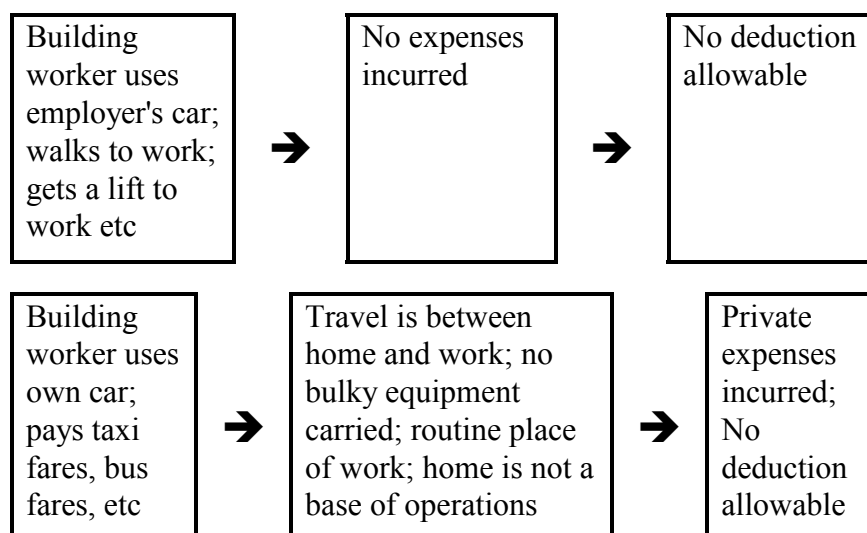 Building
worker uses
employer's car;
walks to work;
gets a lift to
work etc
No expenses
incurred
No deduction
allowable
Building
worker uses
own car;
pays taxi
fares, bus
fares, etc
Travel is between
home and work; no
bulky equipment
carried; routine place
of work; home is not a
base of operations
Private
expenses
incurred;
No
deduction
allowable